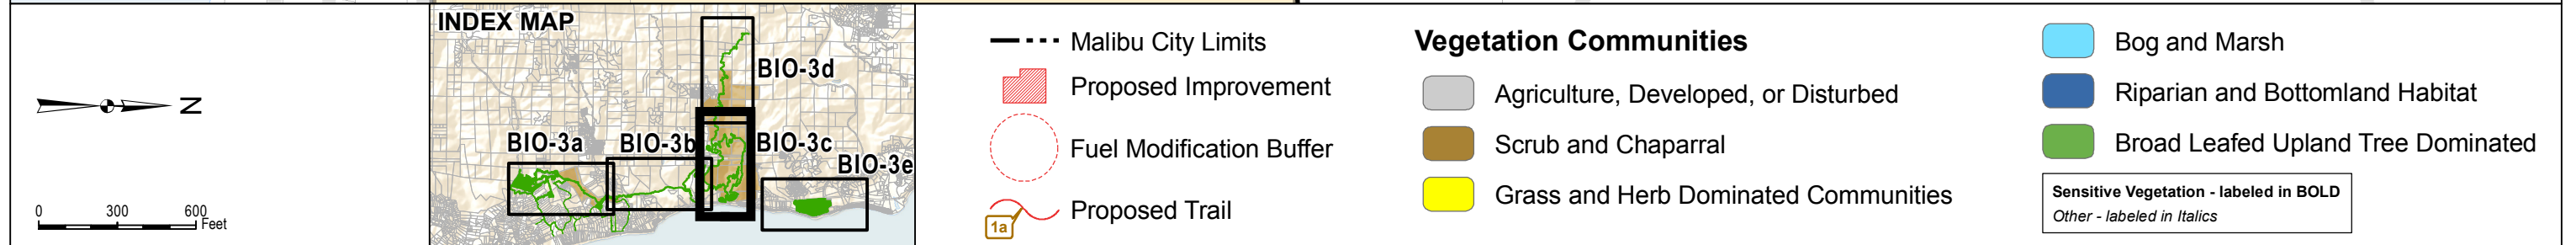 N
0 300 600
Feet
INDEX MAP
BIO-3d
BIO-3a
BIO-3b
BIO-3c
BIO-3e
Malibu City Limits
Proposed Improvement
Fuel Modification Buffer
1a
Proposed Trail
Vegetation Communities
Agriculture, Developed, or Disturbed
Scrub and Chaparral
Grass and Herb Dominated Communities
Bog and Marsh
Riparian and Bottomland Habitat
Broad Leafed Upland Tree Dominated
Sensitive Vegetation - labeled in BOLD
Other - labeled in Italics